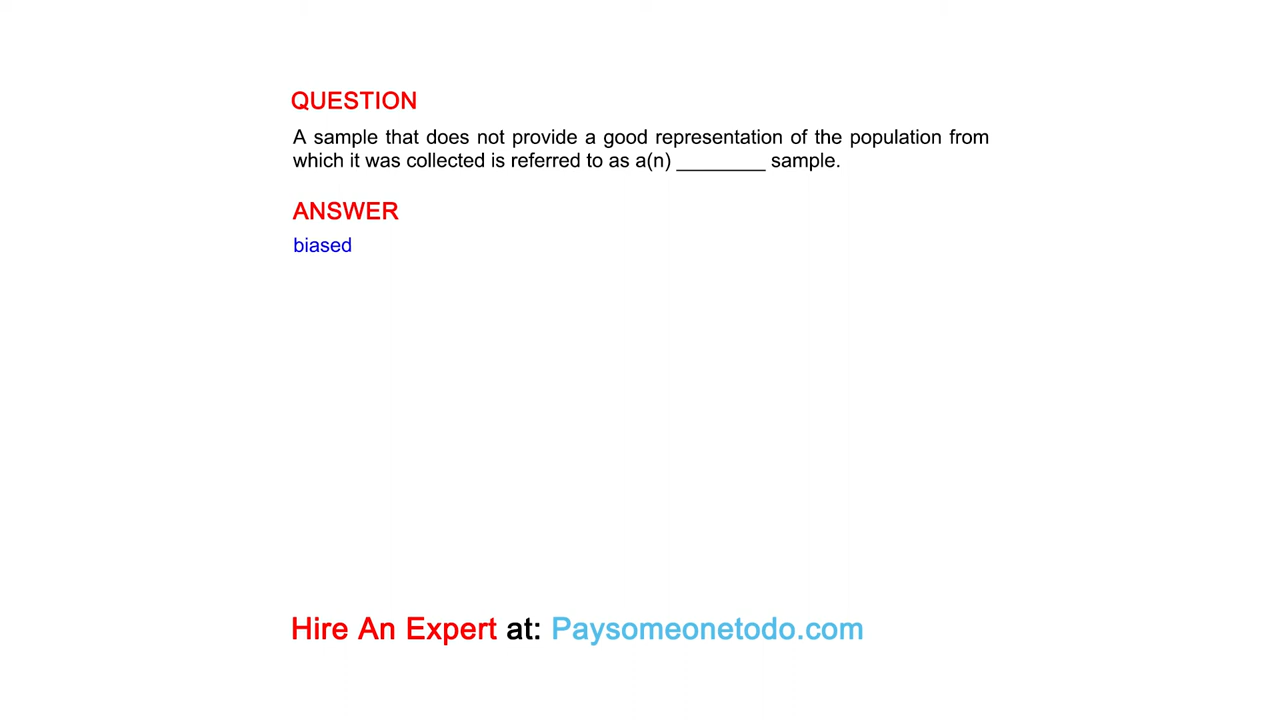 QUESTION
A sample that does not provide a good representation of the population from
which it was collected is referred to as a(n) ________ sample.
ANSWER
biased
Hire An Expert at: Paysomeonetodo.com